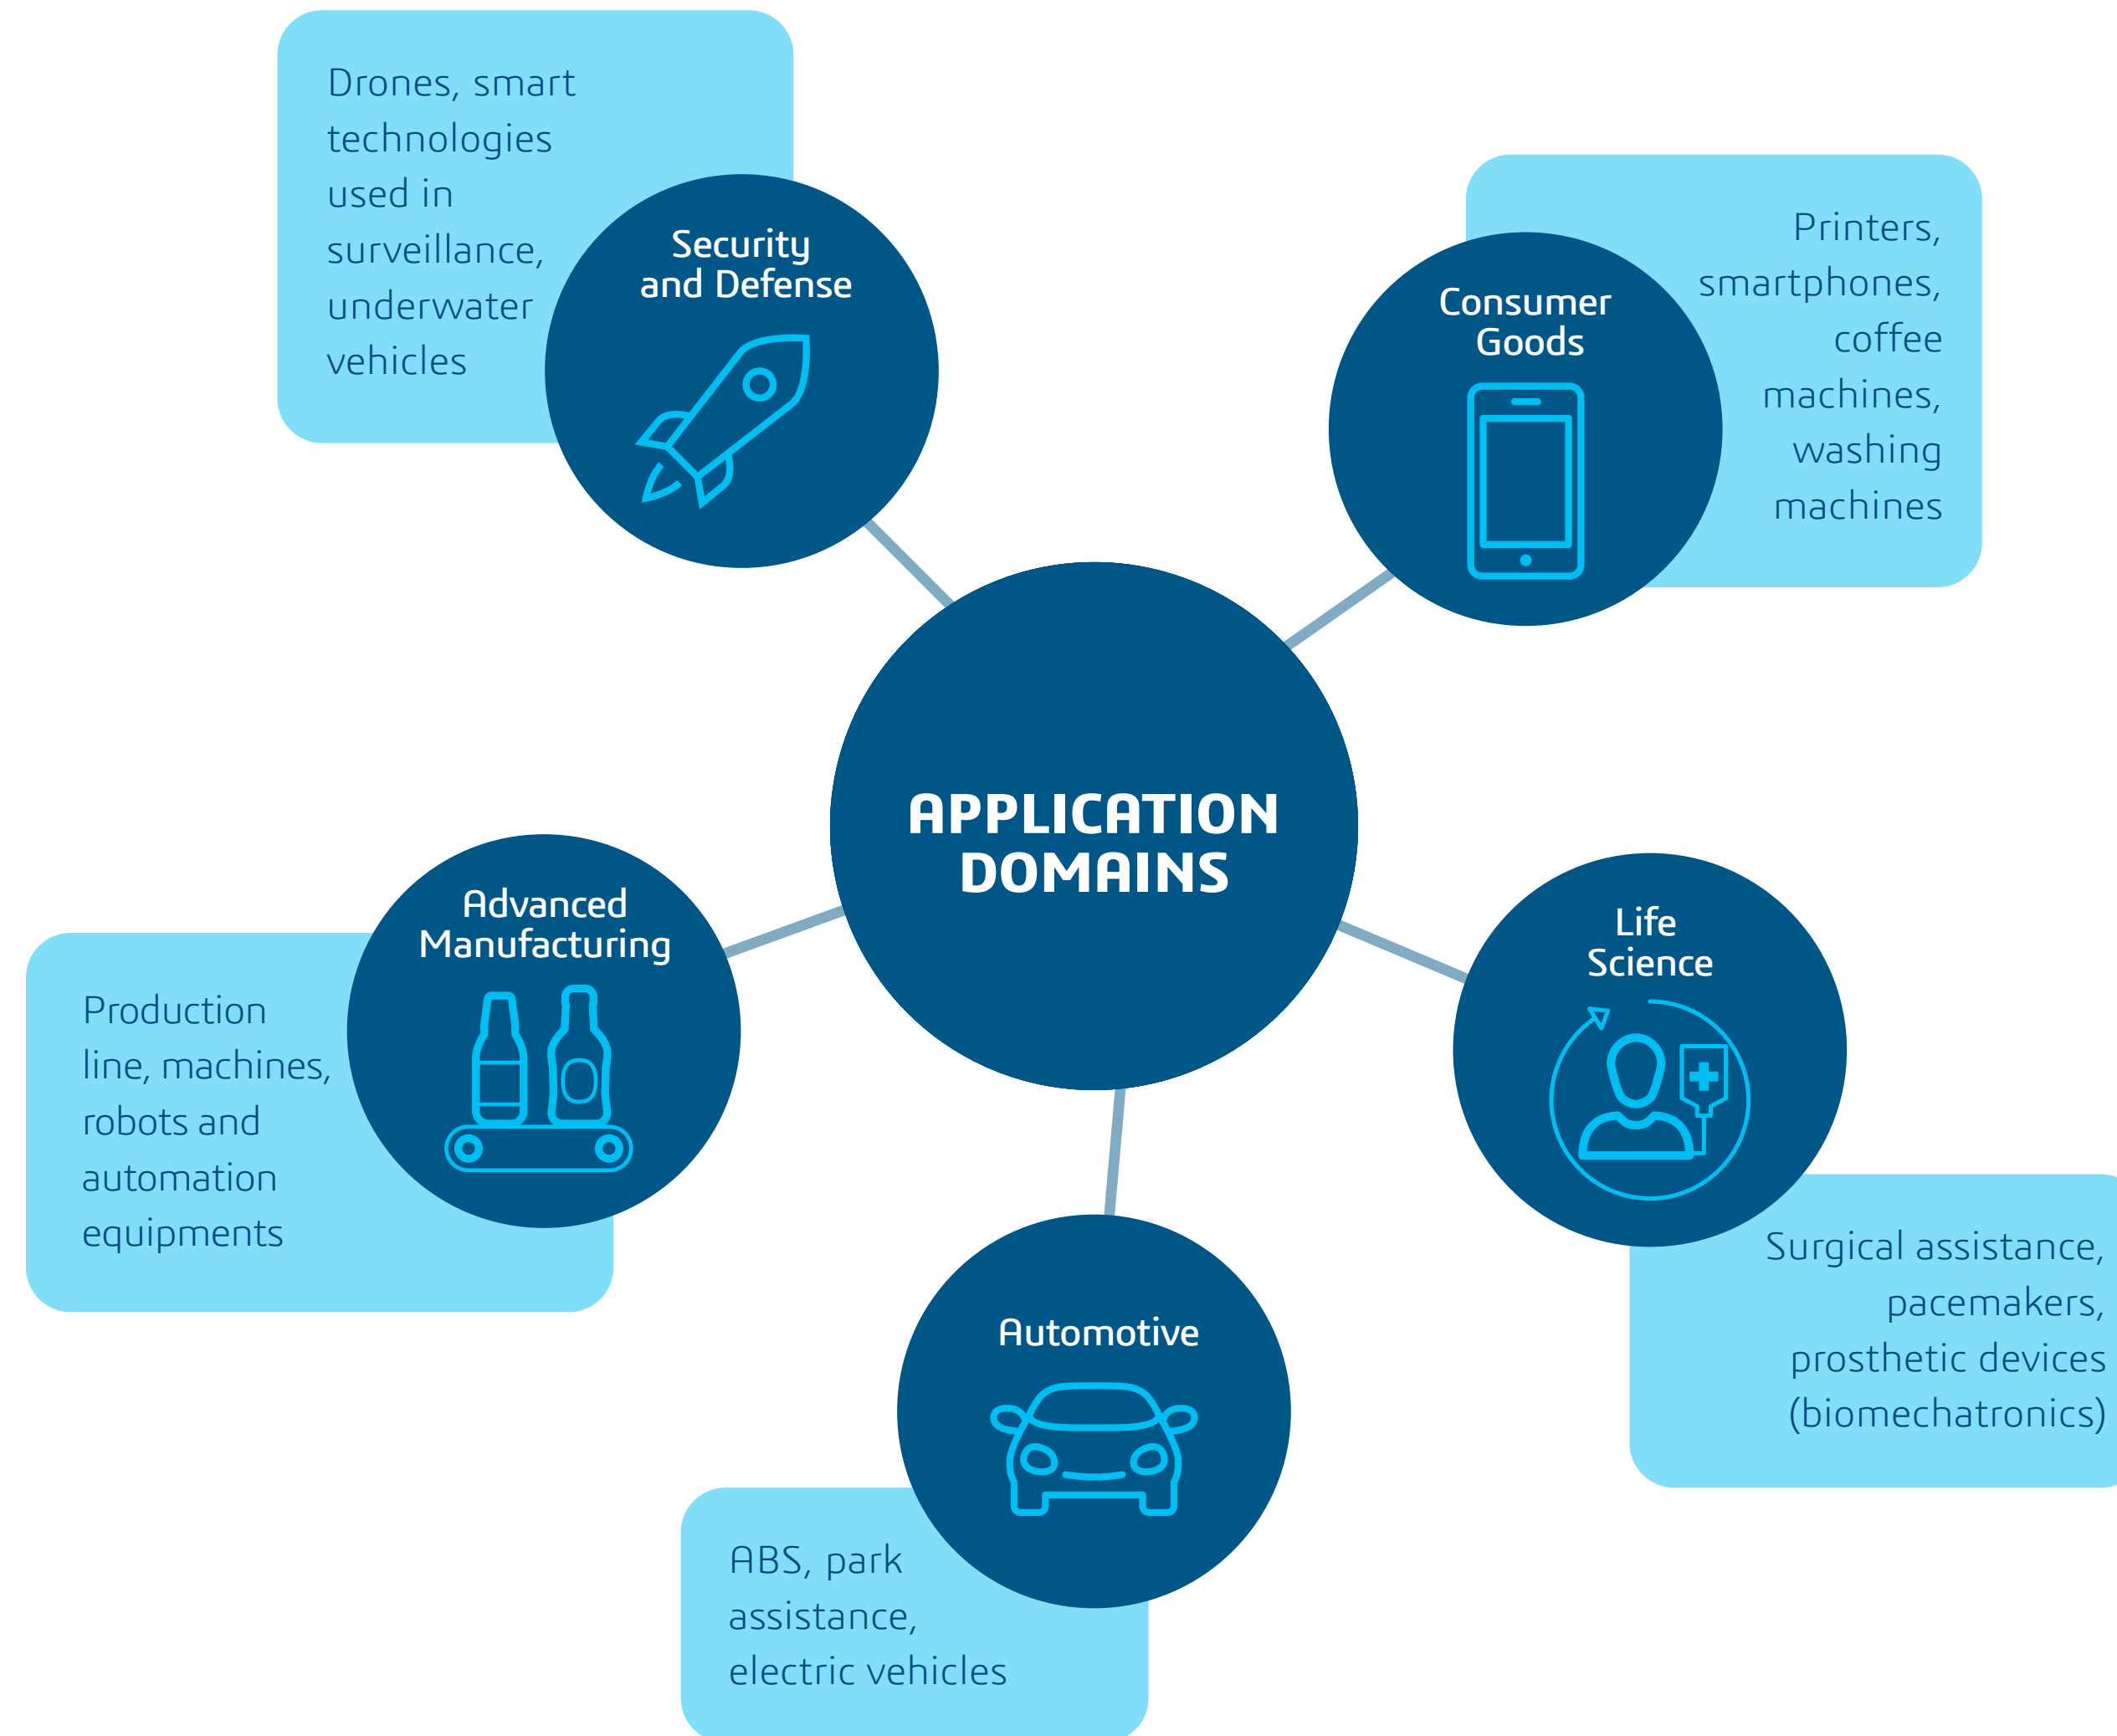 Drones, smart
technologies
used in
surveillance,
underwater
vehicles
Security
and Defense
Consumer
Goods
Printers,
smartphones,
coffee
machines,
washing
machines
APPLICATION
DOMAINS
Advanced
Manufacturing
Production
line, machines,
robots and
automation
equipments
Life
Science
Surgical assistance,
pacemakers,
prosthetic devices
(biomechatronics)
Automotive
ABS, park
assistance,
electric vehicles